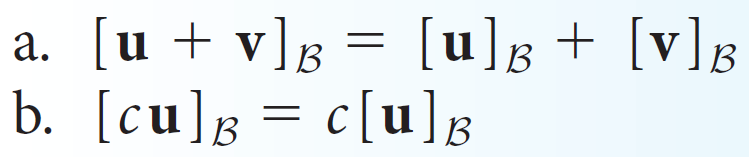 a. [𝐮 + 𝐯]_ℬ = [𝐮]_ℬ + [𝐯]_ℬ
b. [c𝐮]_ℬ = c[𝐮]_ℬ